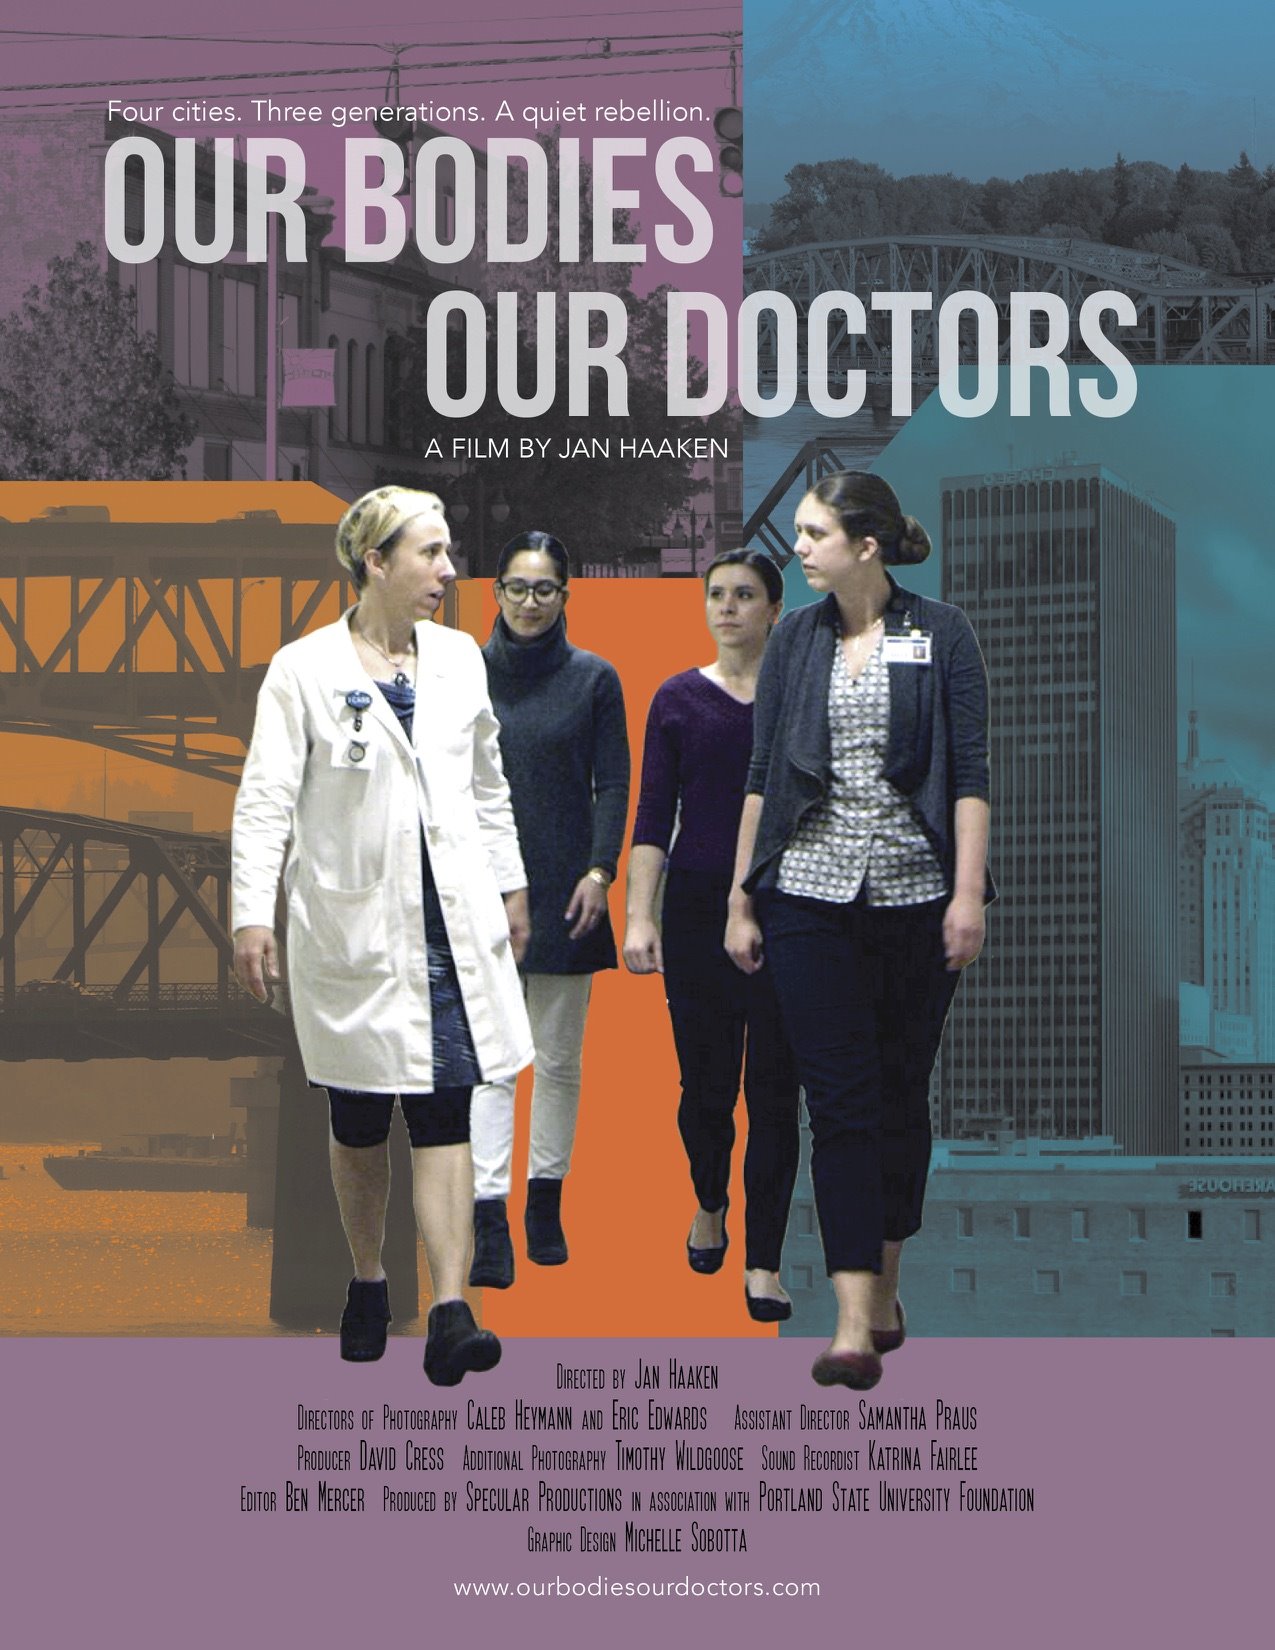 Four cities. Three generations. A quiet rebellion.
OUR BODIES
OUR DOCTORS
A FILM BY JAN HAAKEN
DIRECTED BY JAN HAAKEN
DIRECTORS OF PHOTOGRAPHY CALEB HEYMANN AND ERIC EDWARDS ASSISTANT DIRECTOR SAMANTHA PRAUS
PRODUCER DAVID CRESS ADDITIONAL PHOTOGRAPHY TIMOTHY WILDGOOSE SOUND RECORDIST KATRINA FAIRLEE
EDITOR BEN MERCER PRODUCED BY SPECULAR PRODUCTIONS IN ASSOCIATION WITH PORTLAND STATE UNIVERSITY FOUNDATION
GRAPHIC DESIGN MICHELLE SOBOTTA
www.ourbodiesourdoctors.com